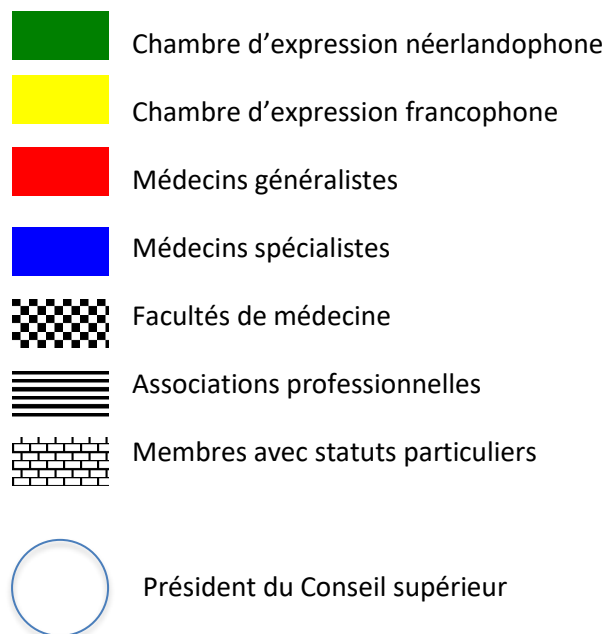 Chambre d’expression néerlandophone
Chambre d’expression francophone
Médecins généralistes
Médecins spécialistes
Facultés de médecine
Associations professionnelles
Membres avec statuts particuliers
Président du Conseil supérieur